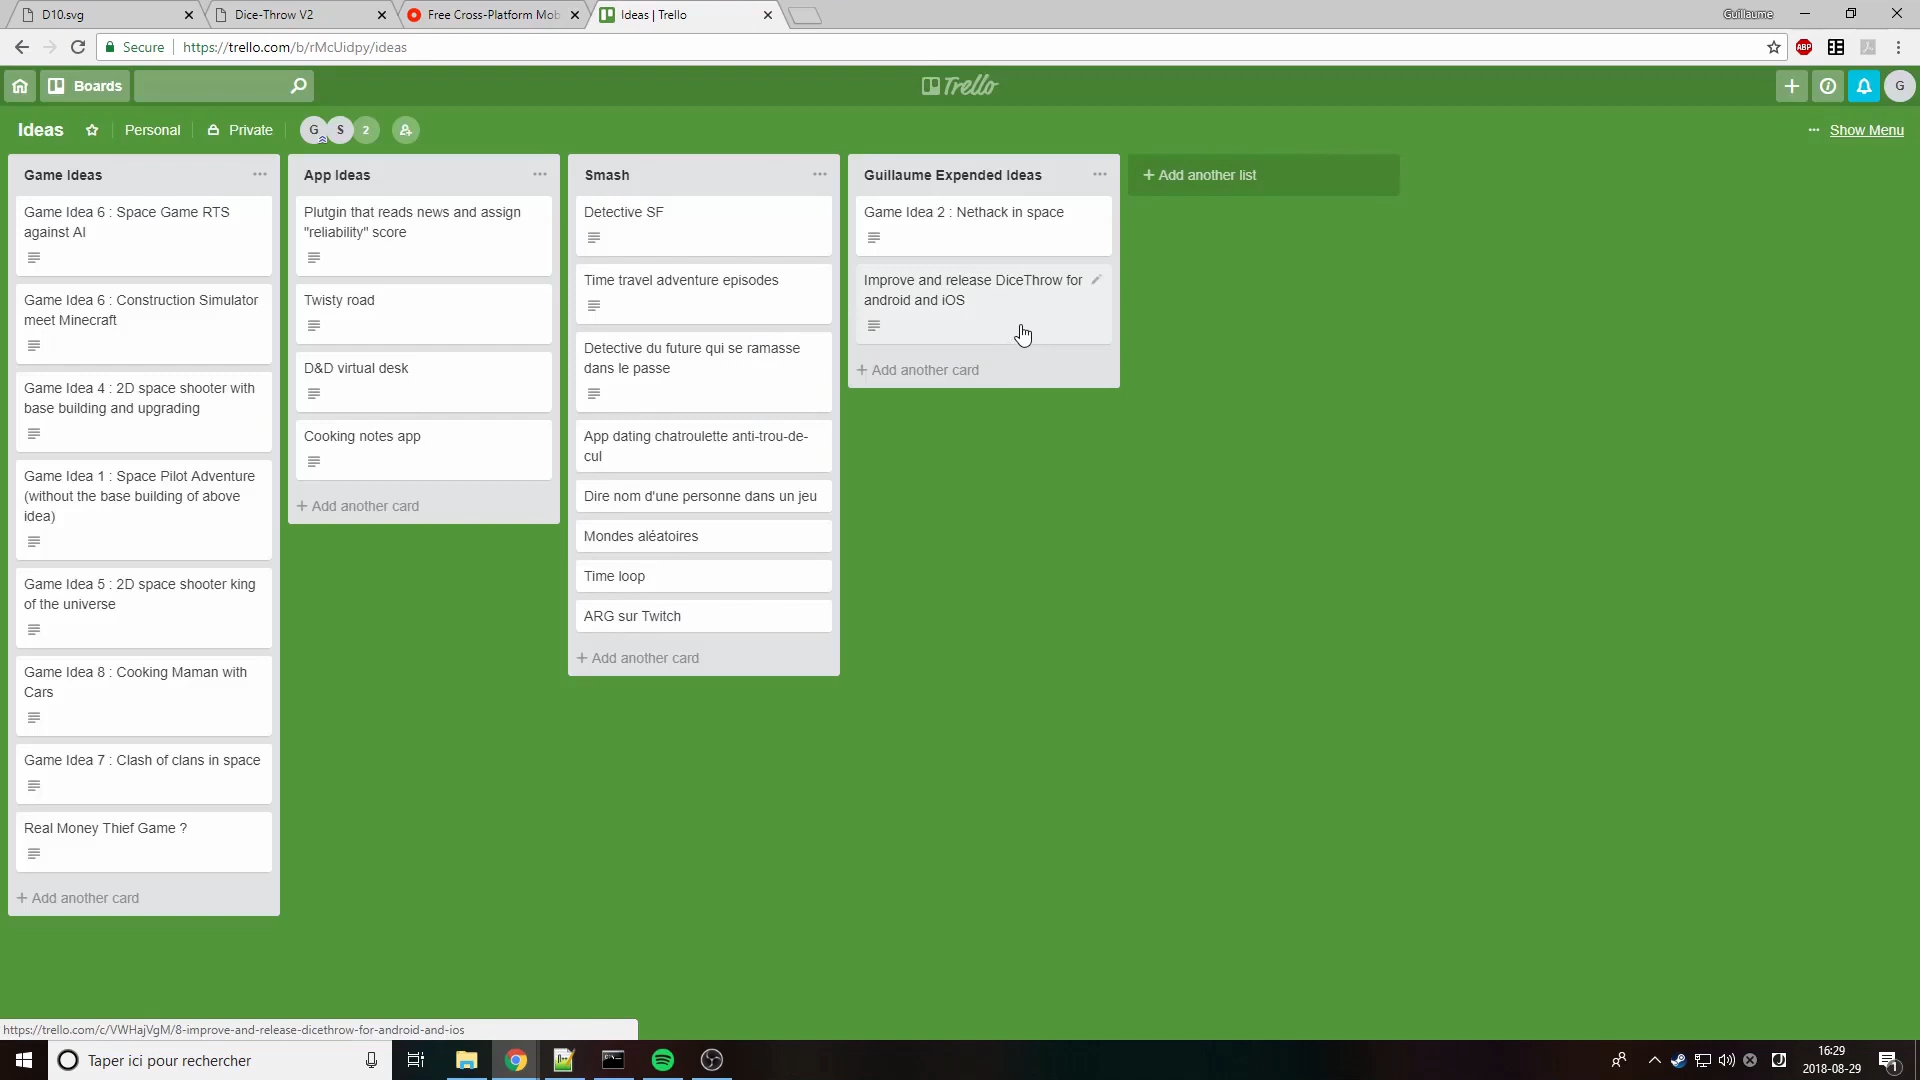 D10.svg
Dice-Throw V2
Free Cross-Platform Mob
Ideas | Trello
Guillaume
Secure
https://trello.com/b/rMcUidpy/ideas
ABP
Boards
Trello
G
Ideas
Personal
Private
G
S
2
Show Menu
Game Ideas
Game Idea 6 : Space Game RTS
against AI
Game Idea 6 : Construction Simulator
meet Minecraft
Game Idea 4 : 2D space shooter with
base building and upgrading
Game Idea 1 : Space Pilot Adventure
(without the base building of above
idea)
Game Idea 5 : 2D space shooter king
of the universe
Game Idea 8 : Cooking Maman with
Cars
Game Idea 7 : Clash of clans in space
Real Money Thief Game ?
+ Add another card
App Ideas
Plutgin that reads news and assign
"reliability" score
Twisty road
D&D virtual desk
Cooking notes app
+ Add another card
Smash
Detective SF
Time travel adventure episodes
Detective du future qui se ramasse
dans le passe
App dating chatroulette anti-trou-de-
cul
Dire nom d'une personne dans un jeu
Mondes aléatoires
Time loop
ARG sur Twitch
+ Add another card
Guillaume Expended Ideas
Game Idea 2 : Nethack in space
Improve and release DiceThrow for
android and iOS
+ Add another card
+ Add another list
https://trello.com/c/VWHajVgM/8-improve-and-release-dicethrow-for-android-and-ios
Taper ici pour rechercher
16:29
2018-08-29
1